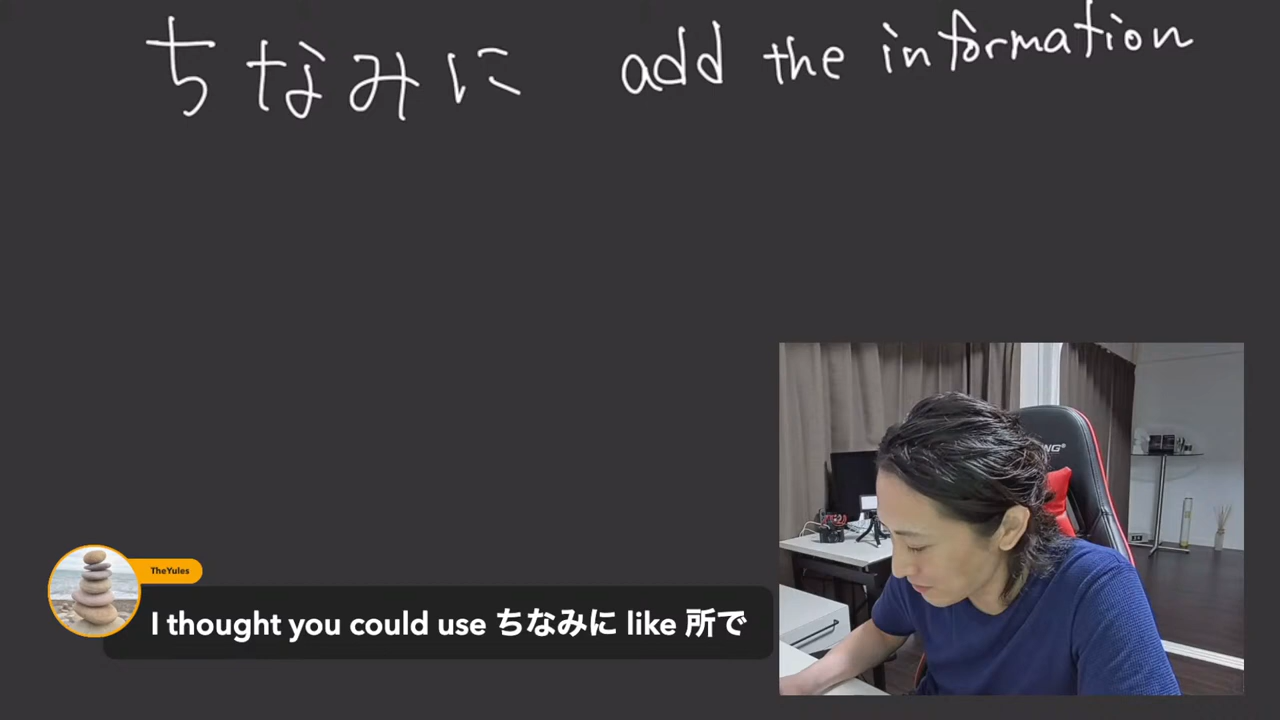 ちなみに add the information
TheYules
I thought you could use ちなみに like 所で